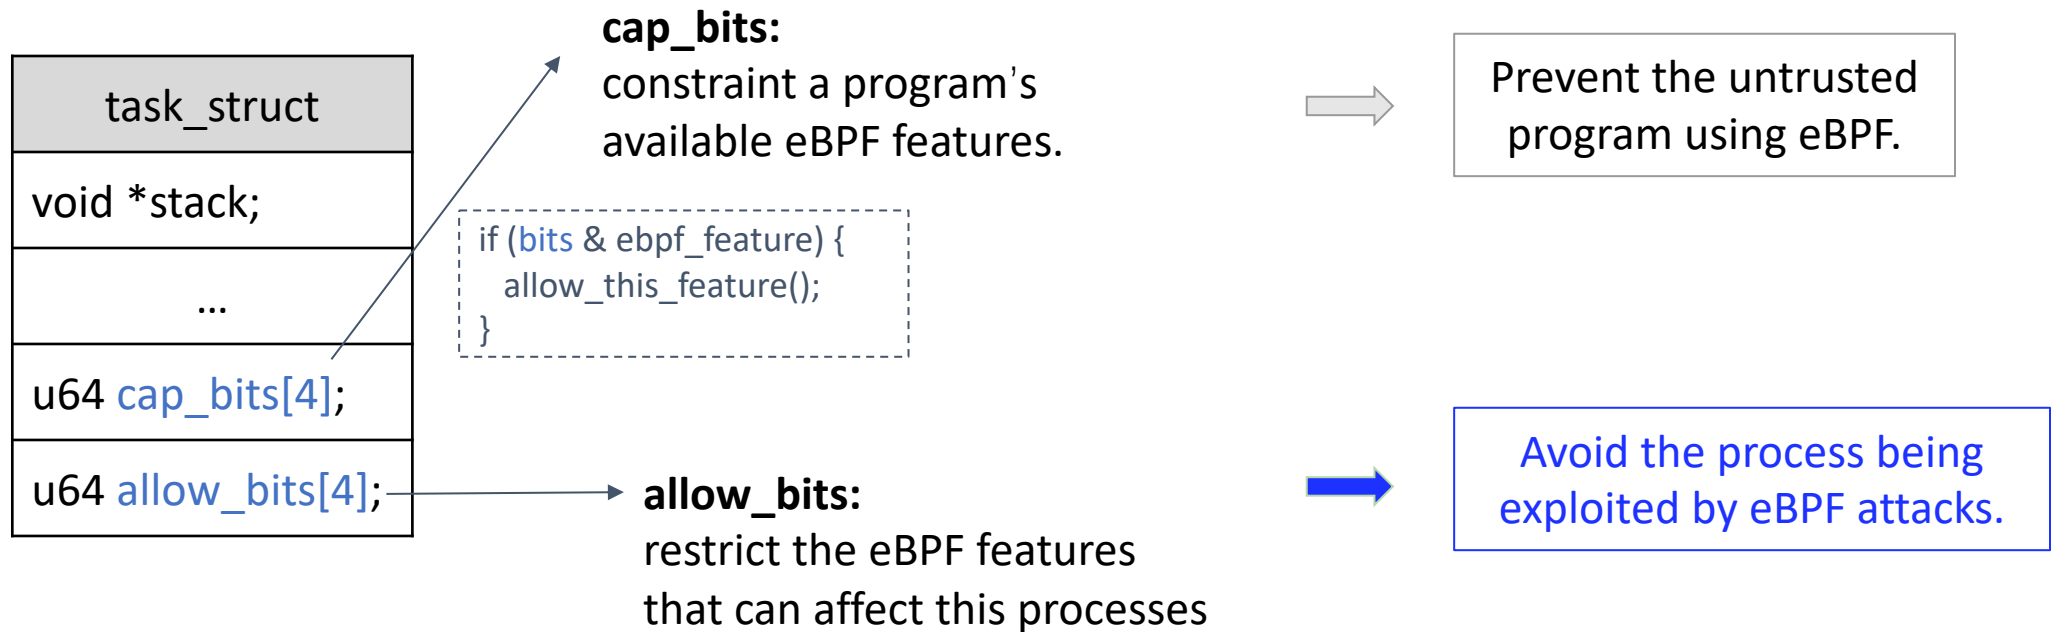 task_struct
void *stack;
...
u64 cap_bits[4];
u64 allow_bits[4];
cap_bits:
constraint a program’s
available eBPF features.
if (bits & ebpf_feature) {
allow_this_feature();
}
allow_bits:
restrict the eBPF features
that can affect this processes
Prevent the untrusted
program using eBPF.
Avoid the process being
exploited by eBPF attacks.